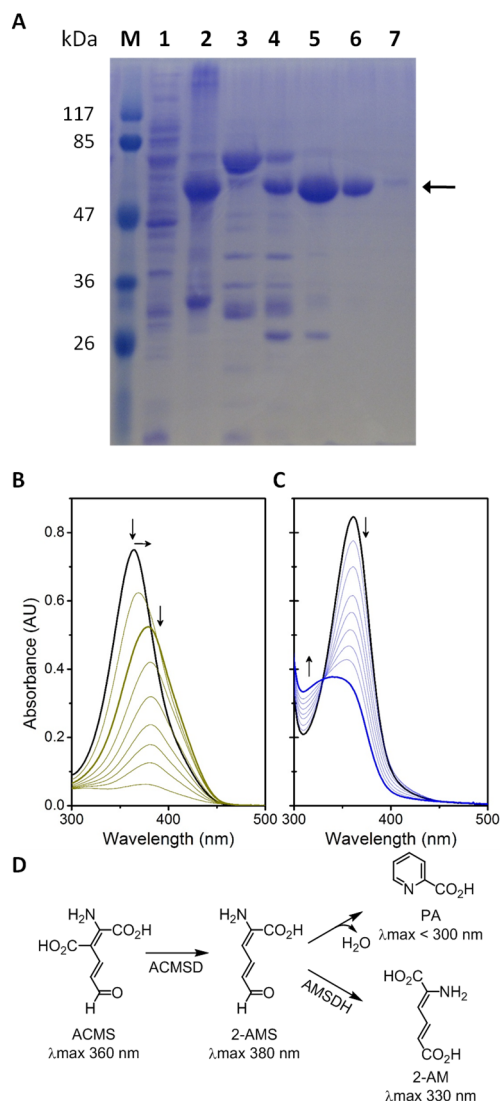 A
kDa M 1 2 3 4 5 6 7
117
85
47
36
26
B
C
0.8
0.6
0.4
0.2
0.0
Absorbance (AU)
300 400 500
300 400 500
Wavelength (nm)
Wavelength (nm)
D
H₂N
CO₂H
HO₂C
O
H
ACMS
λmax 360 nm
ACMSD
H₂N
CO₂H
O
H
2-AMS
λmax 380 nm
H₂O
AMSDH
N
CO₂H
PA
λmax < 300 nm
HO₂C
NH₂
CO₂H
2-AM
λmax 330 nm